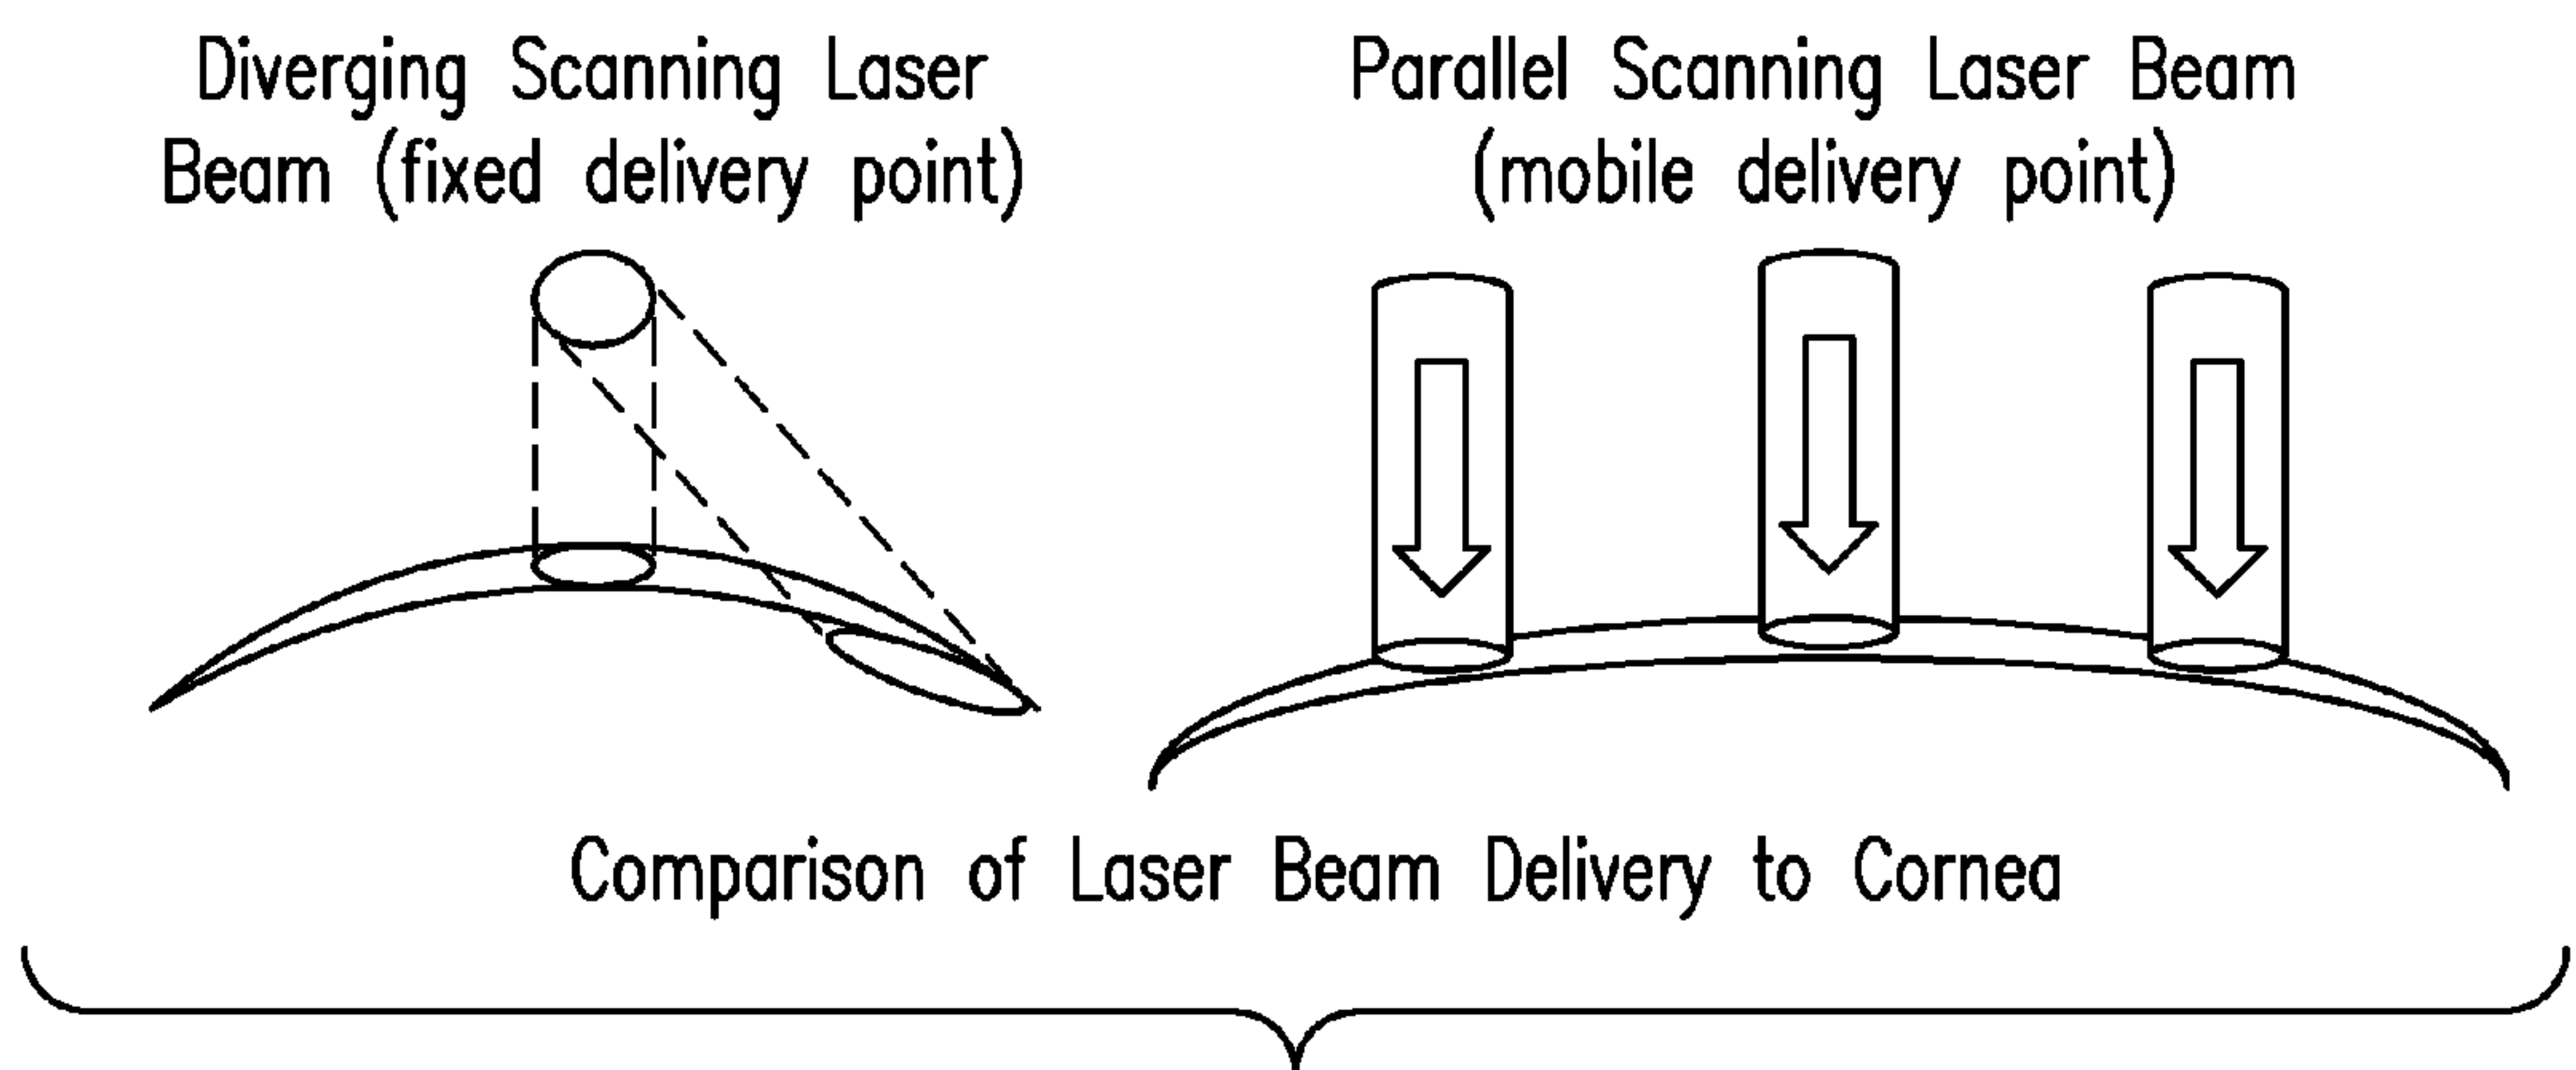 Diverging Scanning Laser
Beam (fixed delivery point)
Parallel Scanning Laser Beam
(mobile delivery point)
Comparison of Laser Beam Delivery to Cornea